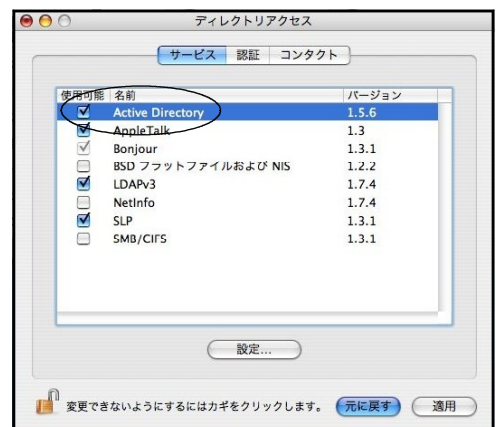 ディレクトリアクセス
サービス 認証 コンタクト
使用可能 名前 バージョン
Active Directory 1.5.6
AppleTalk 1.3
Bonjour 1.3.1
BSD フラットファイルおよび NIS 1.2.2
LDAPv3 1.7.4
NetInfo 1.7.4
SLP 1.3.1
SMB/CIFS 1.3.1
設定...
変更できないようにするにはカギをクリックします。 元に戻す 適用